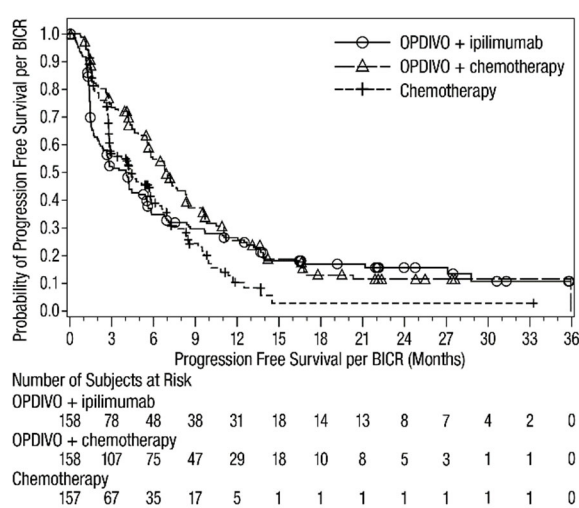 Probability of Progression Free Survival per BICR
1.0
0.9
0.8
0.7
0.6
0.5
0.4
0.3
0.2
0.1
0.0
OPDIVO + ipilimumab
OPDIVO + chemotherapy
Chemotherapy
0 3 6 9 12 15 18 21 24 27 30 33 36
Progression Free Survival per BICR (Months)
Number of Subjects at Risk
OPDIVO + ipilimumab
158 78 48 38 31 18 14 13 8 7 4 2 0
OPDIVO + chemotherapy
158 107 75 47 29 18 10 8 5 3 1 1 0
Chemotherapy
157 67 35 17 5 1 1 1 1 1 1 1 0